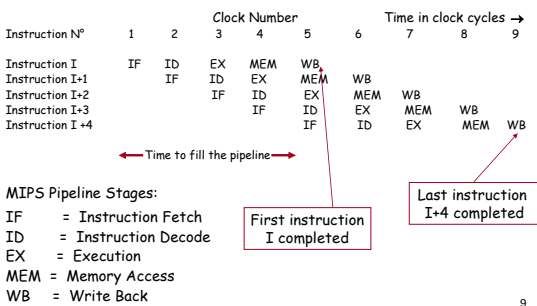 Clock Number Time in clock cycles →
Instruction N° 1 2 3 4 5 6 7 8 9
Instruction I IF ID EX MEM WB
Instruction I+1 IF ID EX MEM WB
Instruction I+2 IF ID EX MEM WB
Instruction I+3 IF ID EX MEM WB
Instruction I +4 IF ID EX MEM WB
Time to fill the pipeline
MIPS Pipeline Stages:
IF = Instruction Fetch
ID = Instruction Decode
EX = Execution
MEM = Memory Access
WB = Write Back
First instruction
I completed
Last instruction
I+4 completed
9